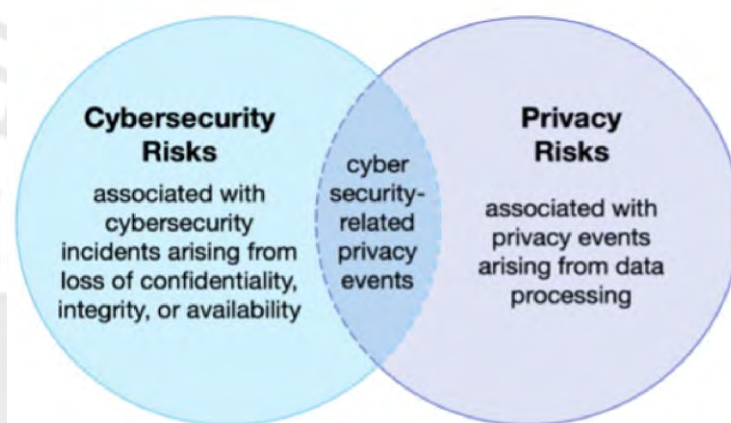 Cybersecurity
Risks
associated with
cybersecurity
incidents arising from
loss of confidentiality,
integrity, or availability
cyber
security-
related
privacy
events
Privacy
Risks
associated with
privacy events
arising from data
processing